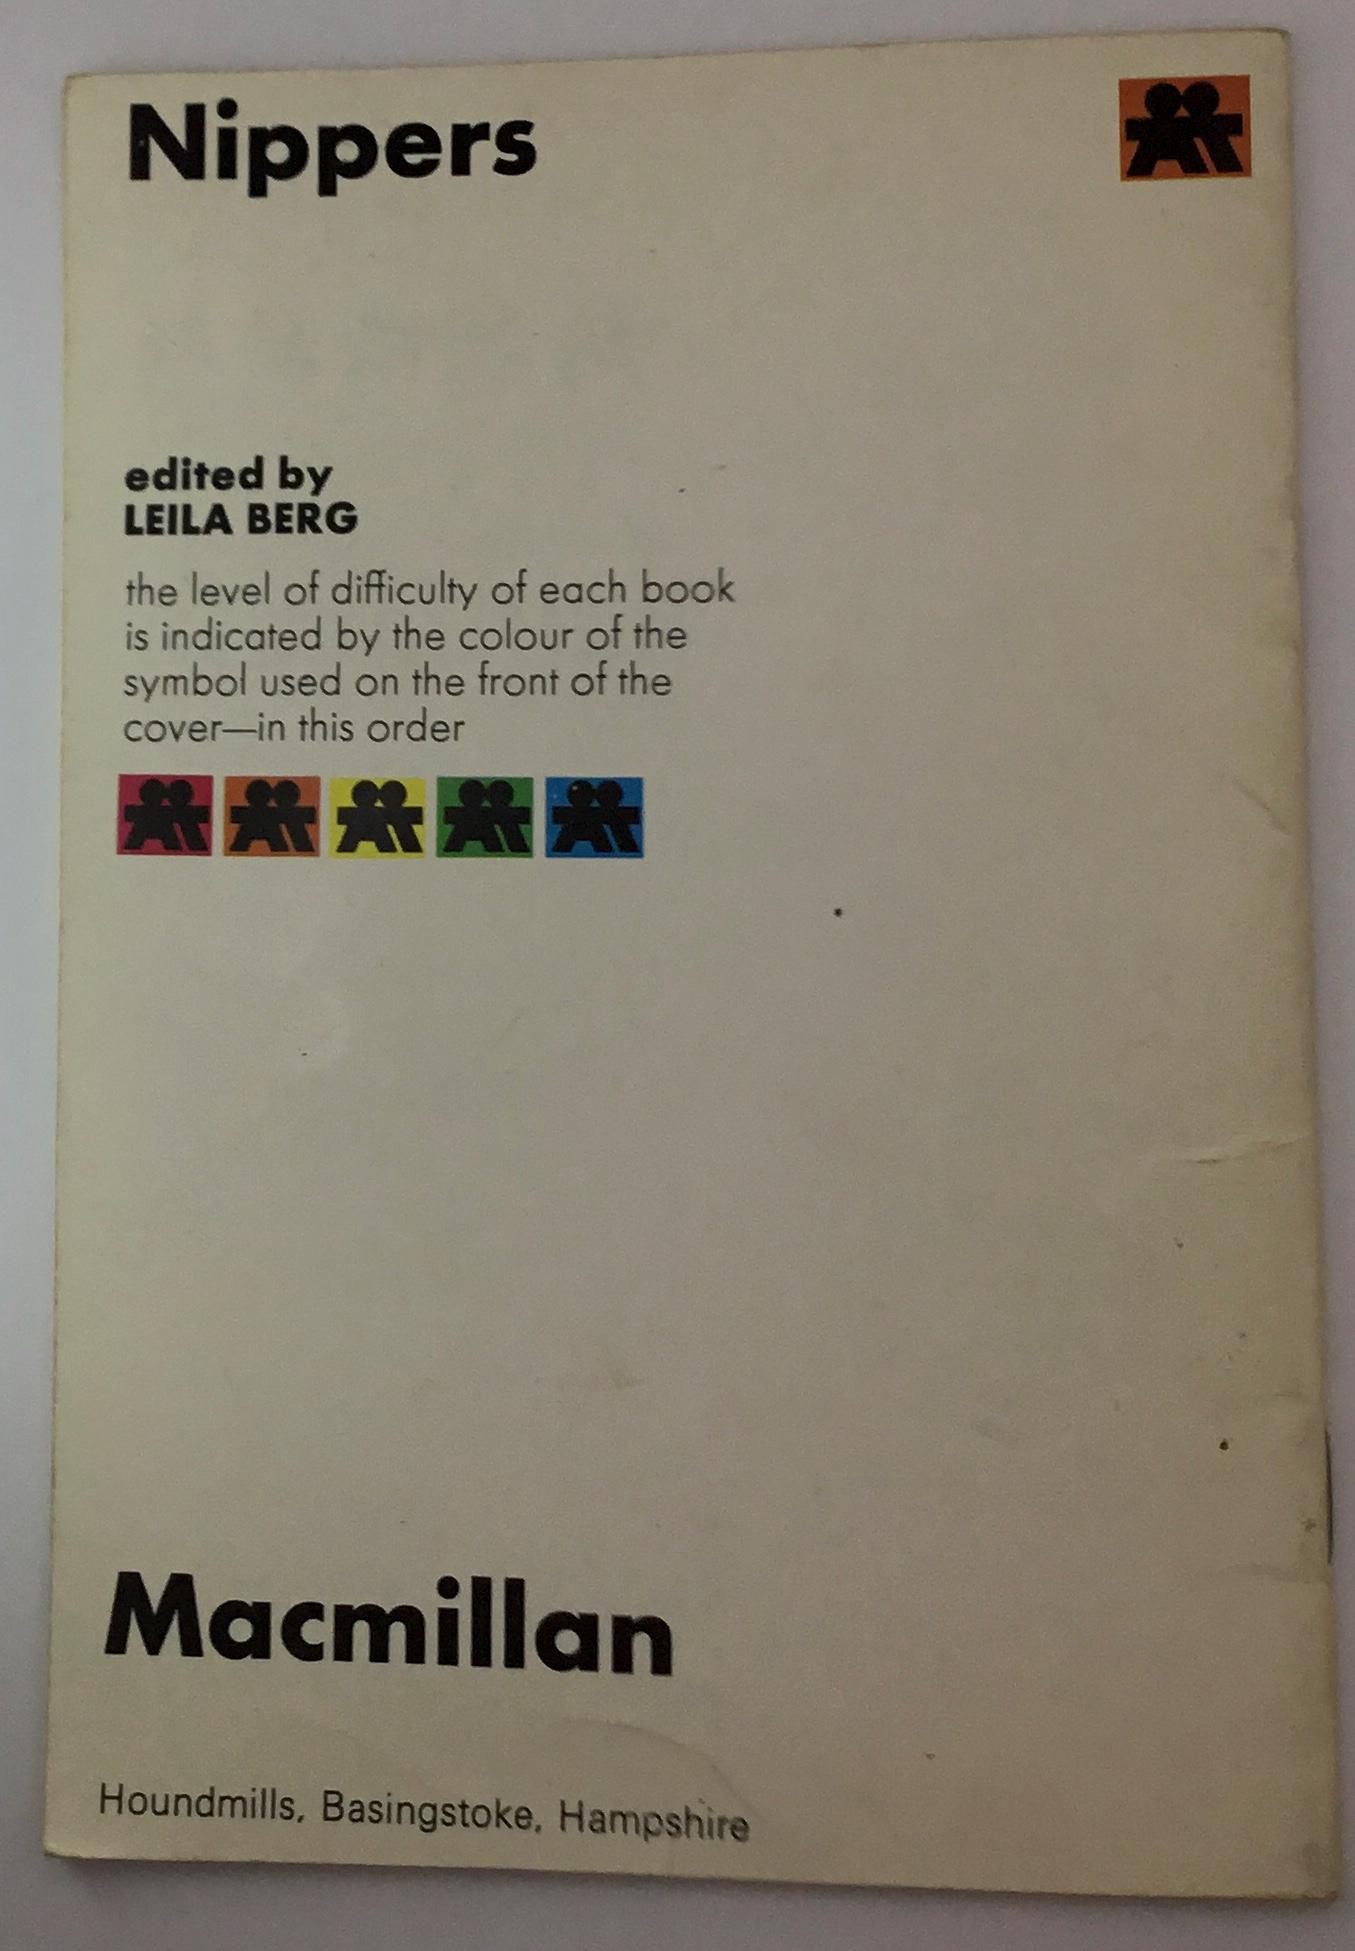 Nippers
edited by
LEILA BERG
the level of difficulty of each book
is indicated by the colour of the
symbol used on the front of the
cover—in this order
Macmillan
Houndmills, Basingstoke, Hampshire